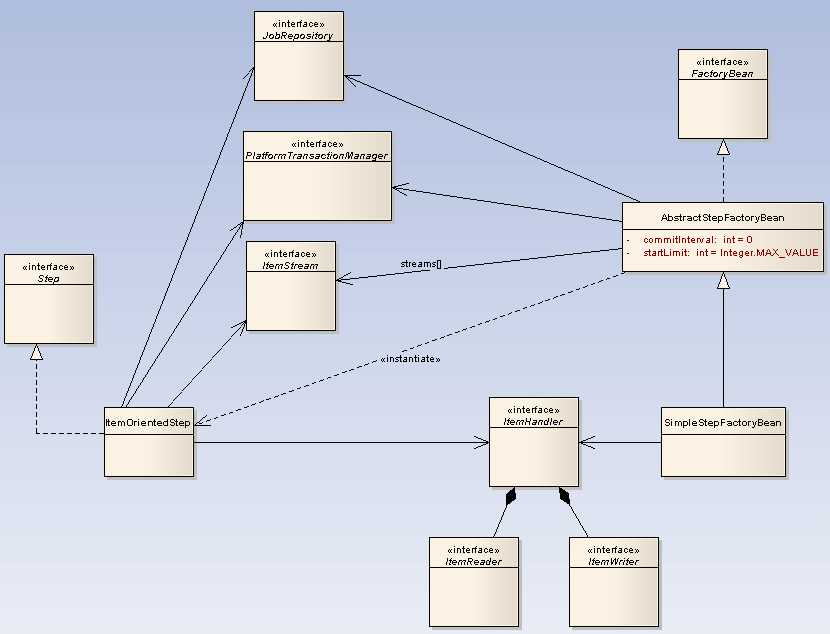 «interface»
JobRepository
«interface»
FactoryBean
«interface»
PlatformTransactionManager
AbstractStepFactoryBean
- commitInterval: int = 0
- startLimit: int = Integer.MAX_VALUE
«interface»
ItemStream
streams[]
«interface»
Step
«instantiate»
ItemOrientedStep
«interface»
ItemHandler
SimpleStepFactoryBean
«interface»
ItemReader
«interface»
ItemWriter